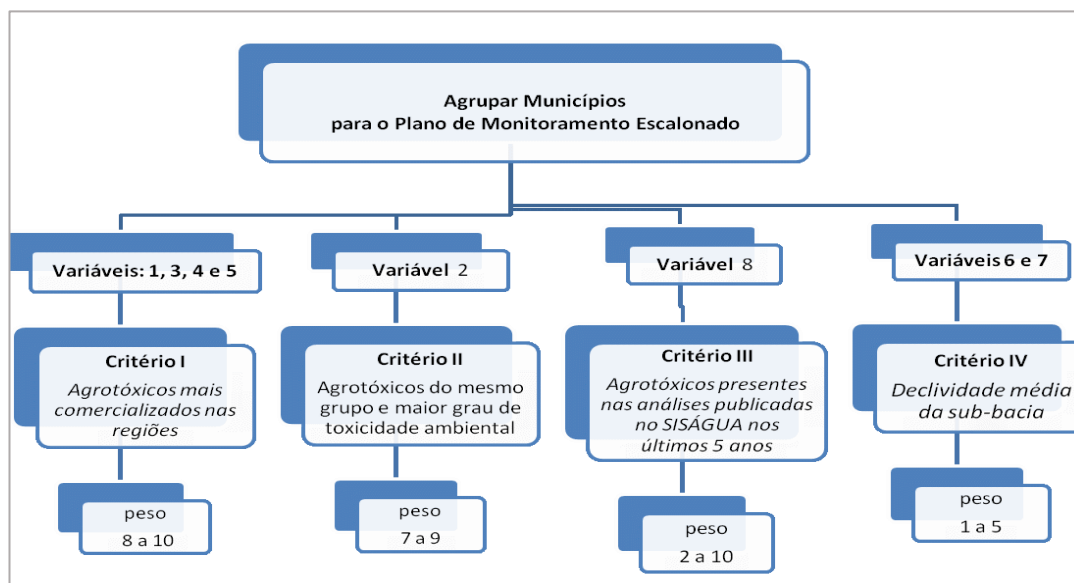 Agrupar Municípios
para o Plano de Monitoramento Escalonado
Variáveis: 1, 3, 4 e 5
Variável 2
Variável 8
Variáveis 6 e 7
Critério I
Agrotóxicos mais
comercializados nas
regiões
Critério II
Agrotóxicos do mesmo
grupo e maior grau de
toxicidade ambiental
Critério III
Agrotóxicos presentes
nas análises publicadas
no SISÁGUA nos
últimos 5 anos
Critério IV
Declividade média
da sub-bacia
peso
8 a 10
peso
7 a 9
peso
2 a 10
peso
1 a 5